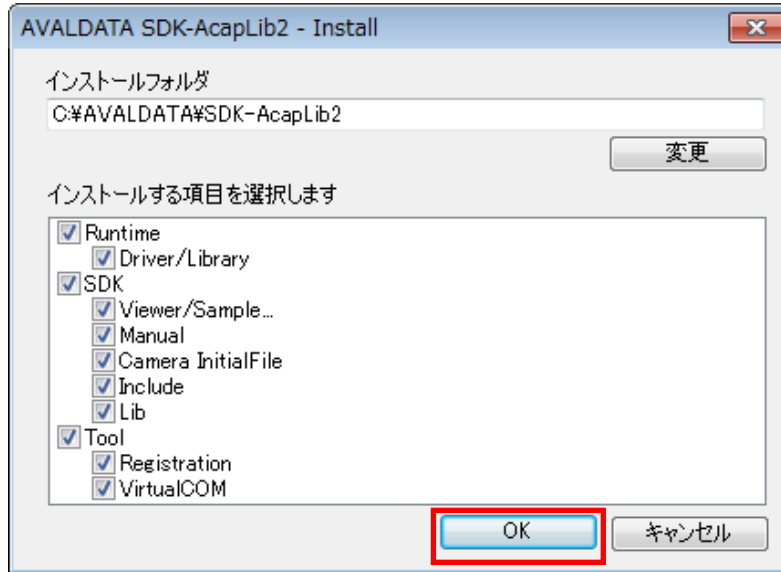 AVALDATA SDK-AcapLib2 - Install
インストールフォルダ
C:¥AVALDATA¥SDK-AcapLib2
変更
インストールする項目を選択します
Runtime
Driver/Library
SDK
Viewer/Sample...
Manual
Camera InitialFile
Include
Lib
Tool
Registration
VirtualCOM
OK
キャンセル